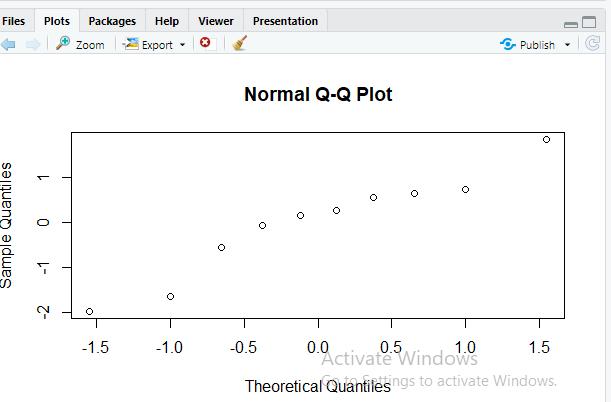 Files Plots Packages Help Viewer Presentation
Zoom Export Publish
Normal Q-Q Plot
Sample Quantiles
1
0
-1
-2
-1.5 -1.0 -0.5 0.0 0.5 1.0 1.5
Theoretical Quantiles
Activate Windows
Go to Settings to activate Windows.